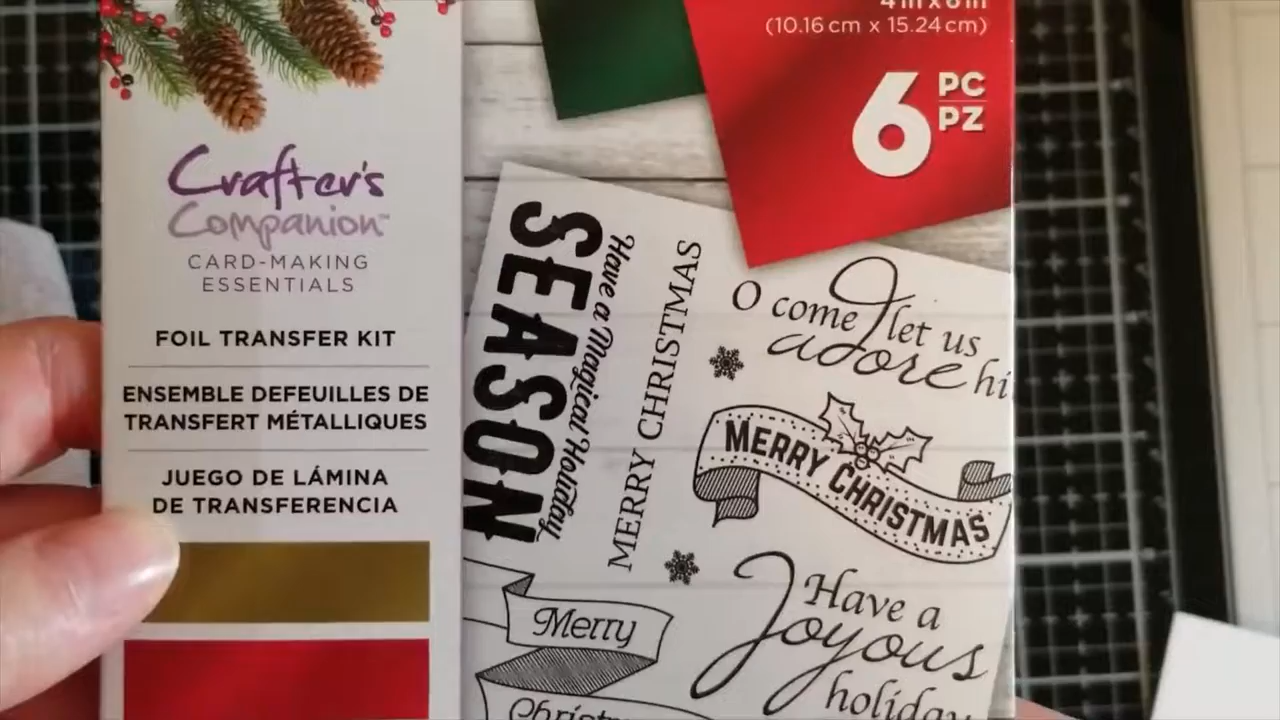 Crafter's
Companion™
CARD-MAKING
ESSENTIALS
FOIL TRANSFER KIT
ENSEMBLE DEFEUILLES DE
TRANSFERT MÉTALLIQUES
JUEGO DE LÁMINA
DE TRANSFERENCIA
(10.16 cm x 15.24 cm)
6 PC
PZ
Have a Magical Holiday
SEASON
MERRY CHRISTMAS
O come let us
adore hi
MERRY CHRISTMAS
Have a
Joyous
holiday
Merry